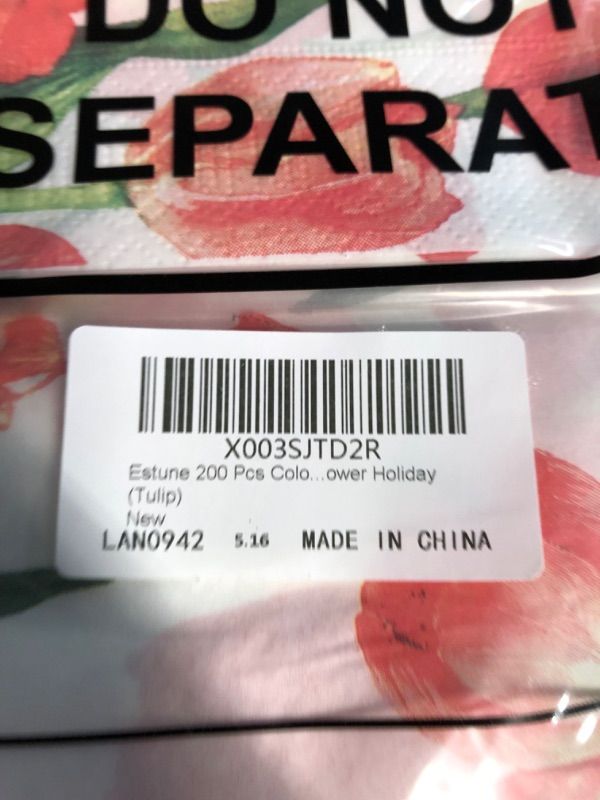 DO NOT
SEPARAT
X003SJTD2R
Estune 200 Pcs Colo...ower Holiday
(Tulip)
New
LAN0942 5.16 MADE IN CHINA